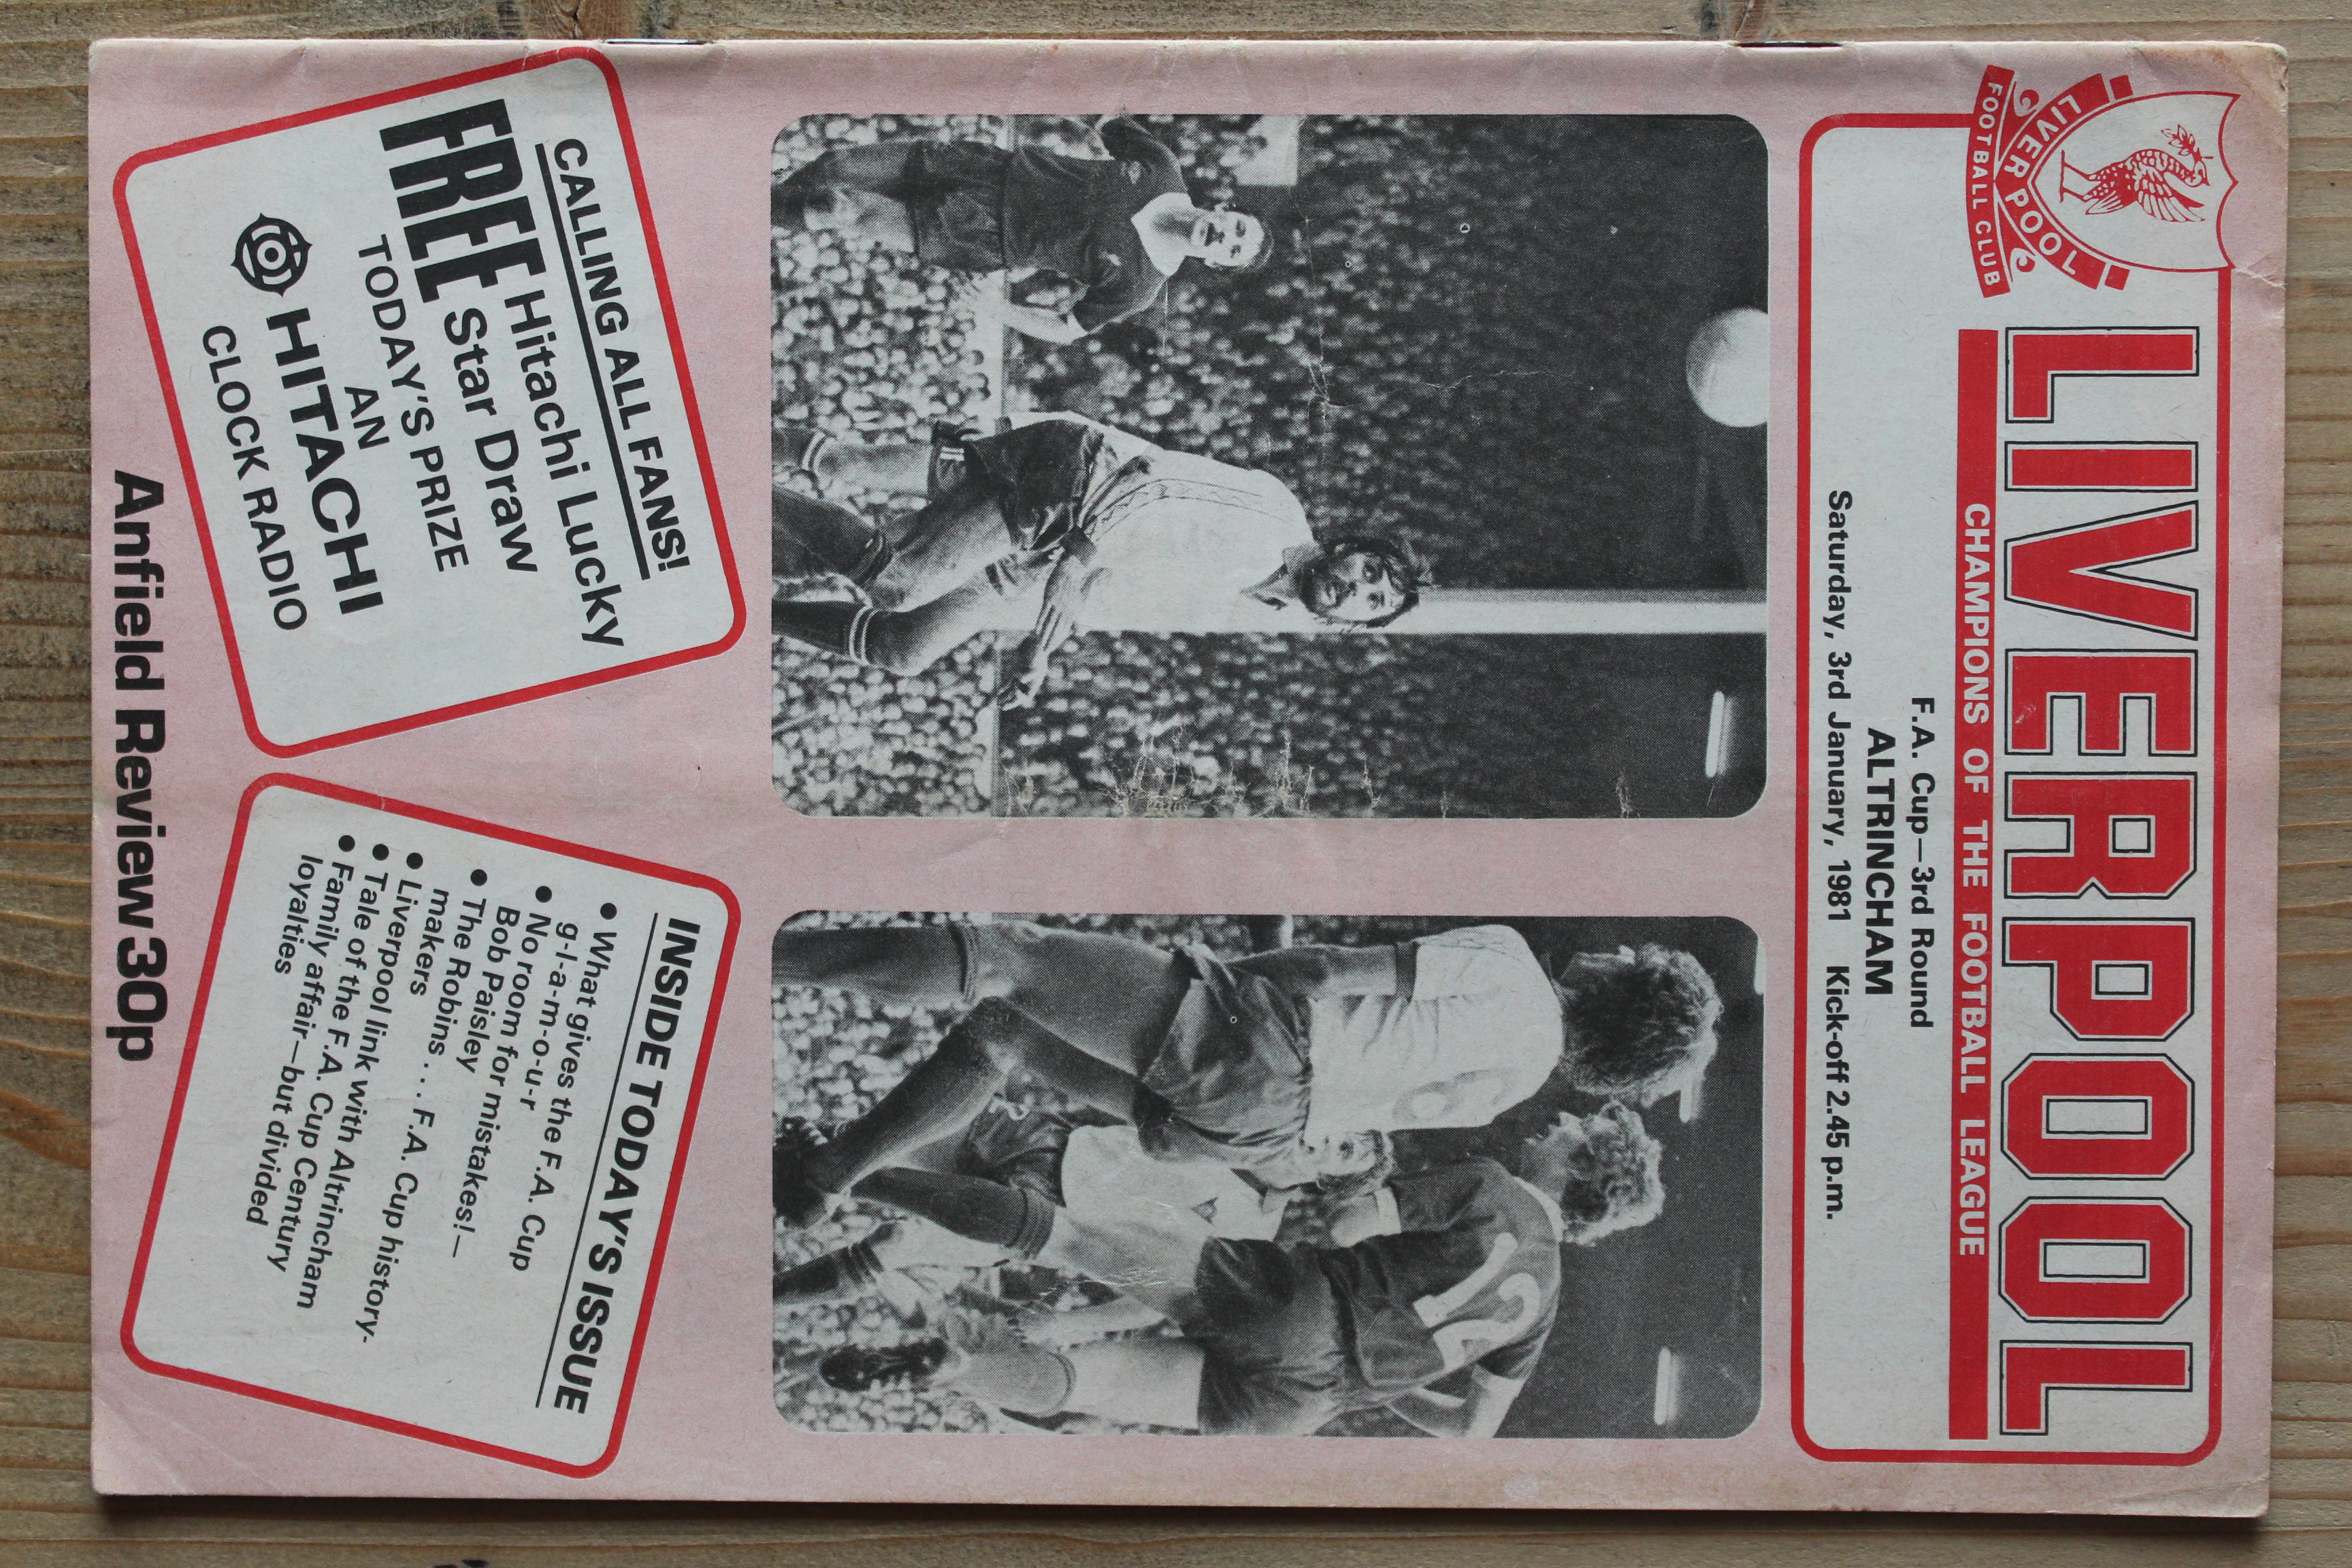 LIVERPOOL
FOOTBALL CLUB
LIVERPOOL
CHAMPIONS OF THE FOOTBALL LEAGUE
F.A. Cup—3rd Round
ALTRINCHAM
Saturday, 3rd January, 1981 Kick-off 2.45 p.m.
12
CALLING ALL FANS!
FREE Hitachi Lucky
Star Draw
TODAY'S PRIZE
AN
HITACHI
CLOCK RADIO
INSIDE TODAY'S ISSUE
● What gives the F.A. Cup
g-l-a-m-o-u-r
● No room for mistakes!—
Bob Paisley
● The Robins . . . F.A. Cup history-
makers
● Liverpool link with Altrincham
● Tale of the F.A. Cup Century
● Family affair—but divided
loyalties
Anfield Review 30p